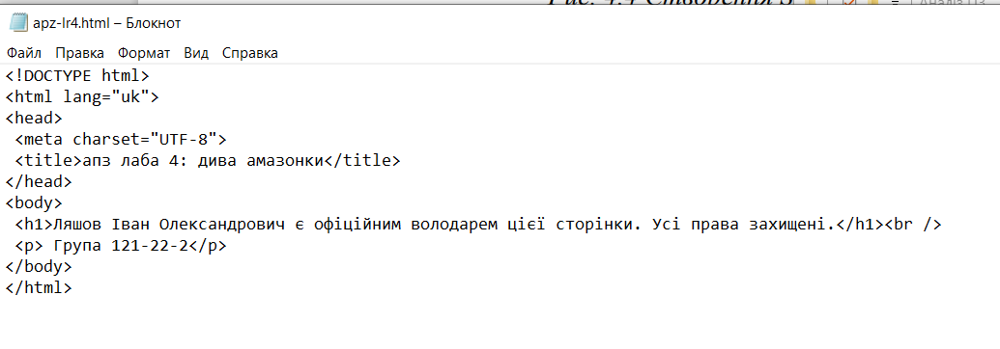 Рис. 4.4 Створення S
Аналіз ПЗ
apz-lr4.html – Блокнот
Файл Правка Формат Вид Справка
<!DOCTYPE html>
<html lang="uk">
<head>
<meta charset="UTF-8">
<title>апз лаба 4: дива амазонки</title>
</head>
<body>
<h1>Ляшов Іван Олександрович є офіційним володарем цієї сторінки. Усі права захищені.</h1><br />
<p> Група 121-22-2</p>
</body>
</html>